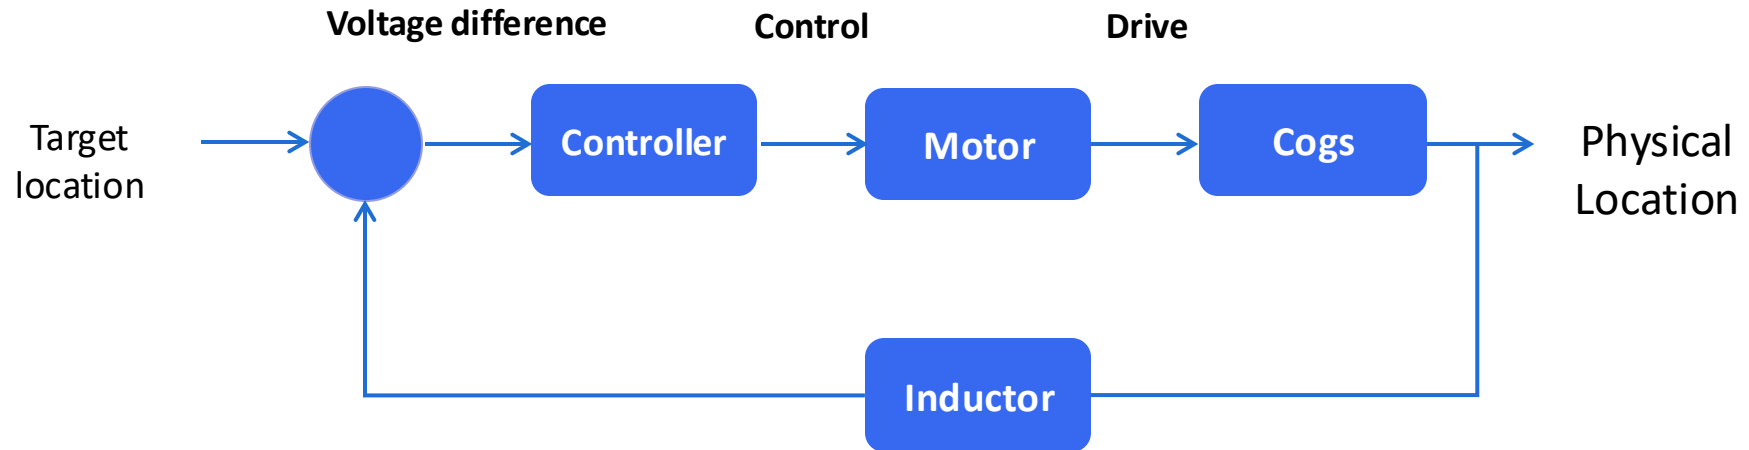 Voltage difference
Control
Drive
Target
location
Controller
Motor
Cogs
Physical
Location
Inductor